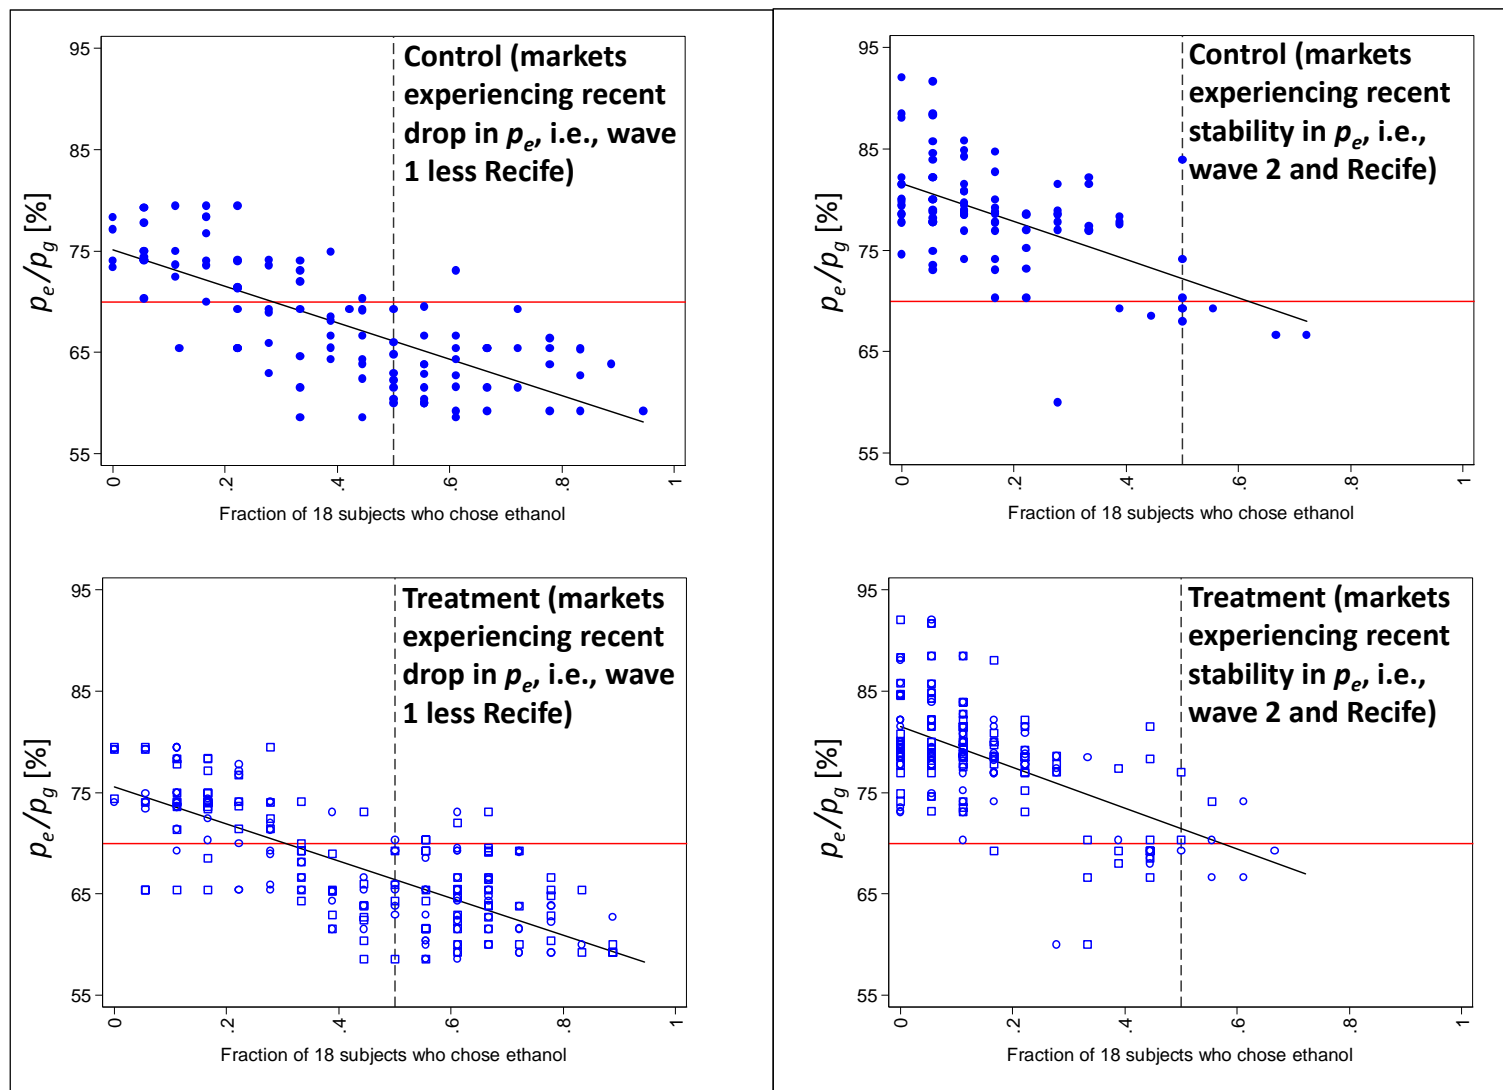 Control (markets
experiencing recent
drop in pₑ, i.e., wave
1 less Recife)
pₑ/p_g [%]
95
85
75
65
55
0
.2
.4
.6
.8
1
Fraction of 18 subjects who chose ethanol
Control (markets
experiencing recent
stability in pₑ, i.e.,
wave 2 and Recife)
pₑ/p_g [%]
95
85
75
65
55
0
.2
.4
.6
.8
1
Fraction of 18 subjects who chose ethanol
Treatment (markets
experiencing recent
drop in pₑ, i.e., wave
1 less Recife)
pₑ/p_g [%]
95
85
75
65
55
0
.2
.4
.6
.8
1
Fraction of 18 subjects who chose ethanol
Treatment (markets
experiencing recent
stability in pₑ, i.e.,
wave 2 and Recife)
pₑ/p_g [%]
95
85
75
65
55
0
.2
.4
.6
.8
1
Fraction of 18 subjects who chose ethanol